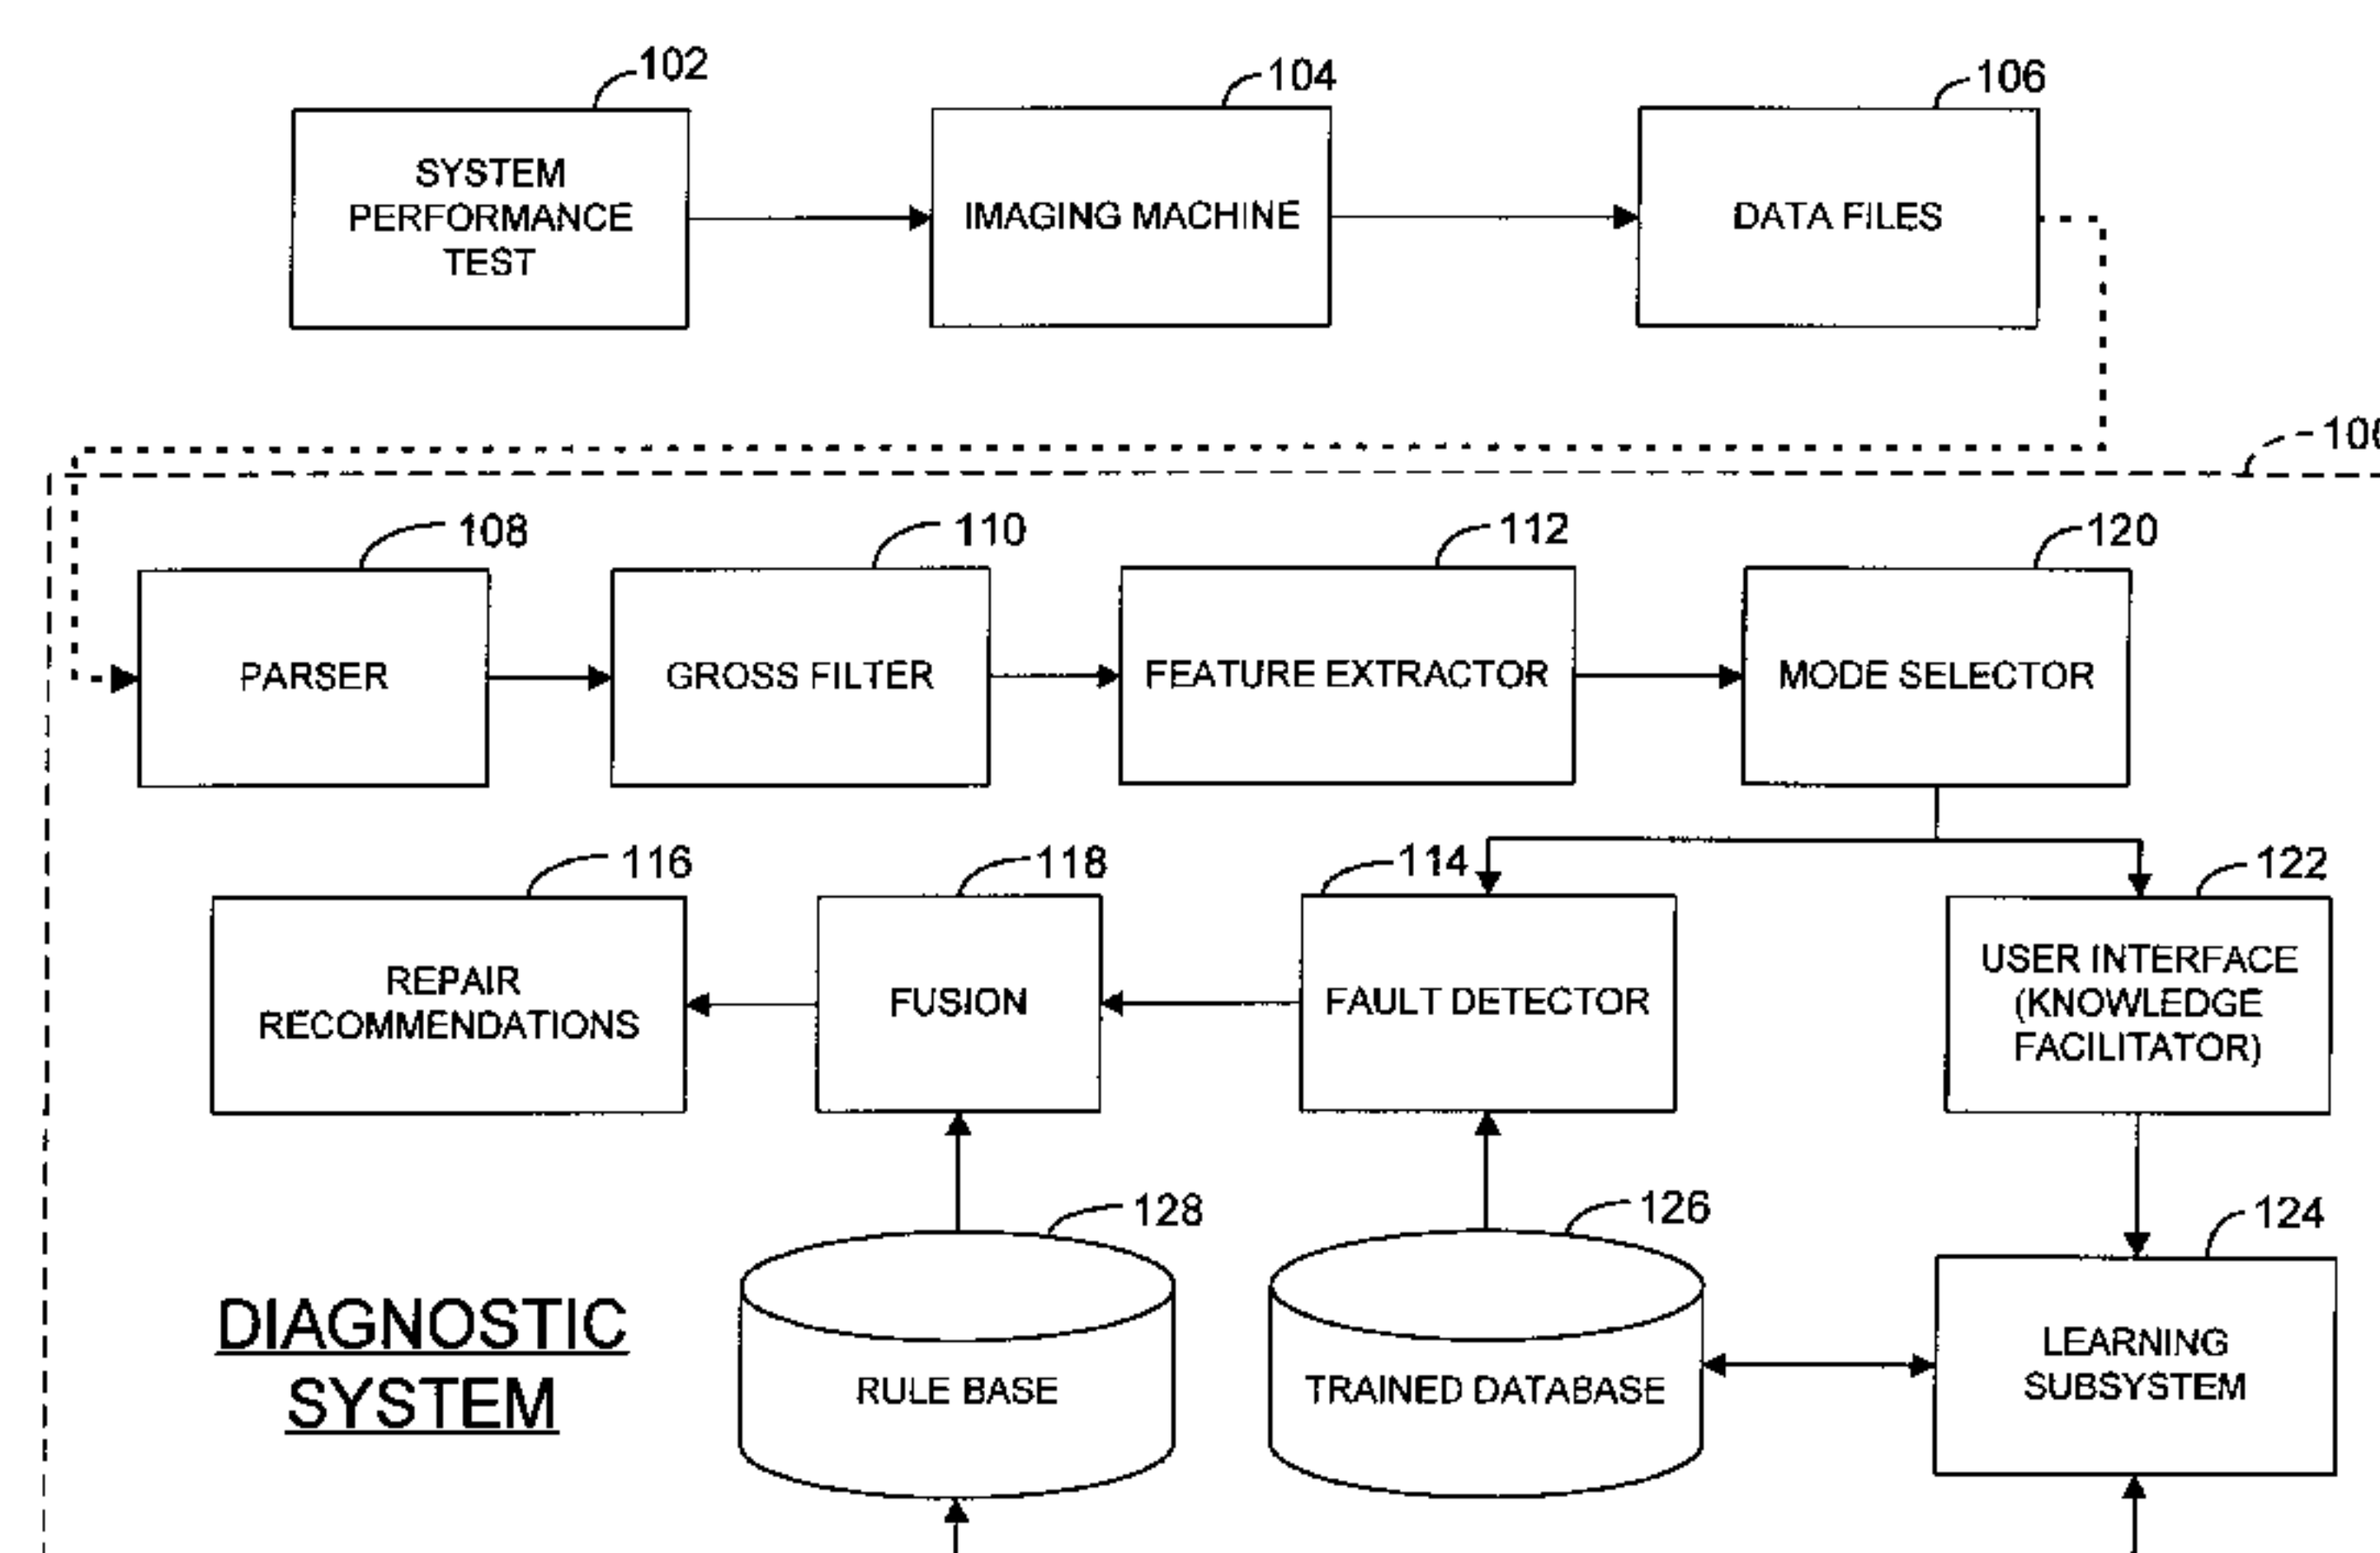 102
104
106
SYSTEM
PERFORMANCE
TEST
IMAGING MACHINE
DATA FILES
108
110
112
120
PARSER
GROSS FILTER
FEATURE EXTRACTOR
MODE SELECTOR
116
118
114
122
REPAIR
RECOMMENDATIONS
FUSION
FAULT DETECTOR
USER INTERFACE
(KNOWLEDGE
FACILITATOR)
128
126
124
DIAGNOSTIC
SYSTEM
RULE BASE
TRAINED DATABASE
LEARNING
SUBSYSTEM